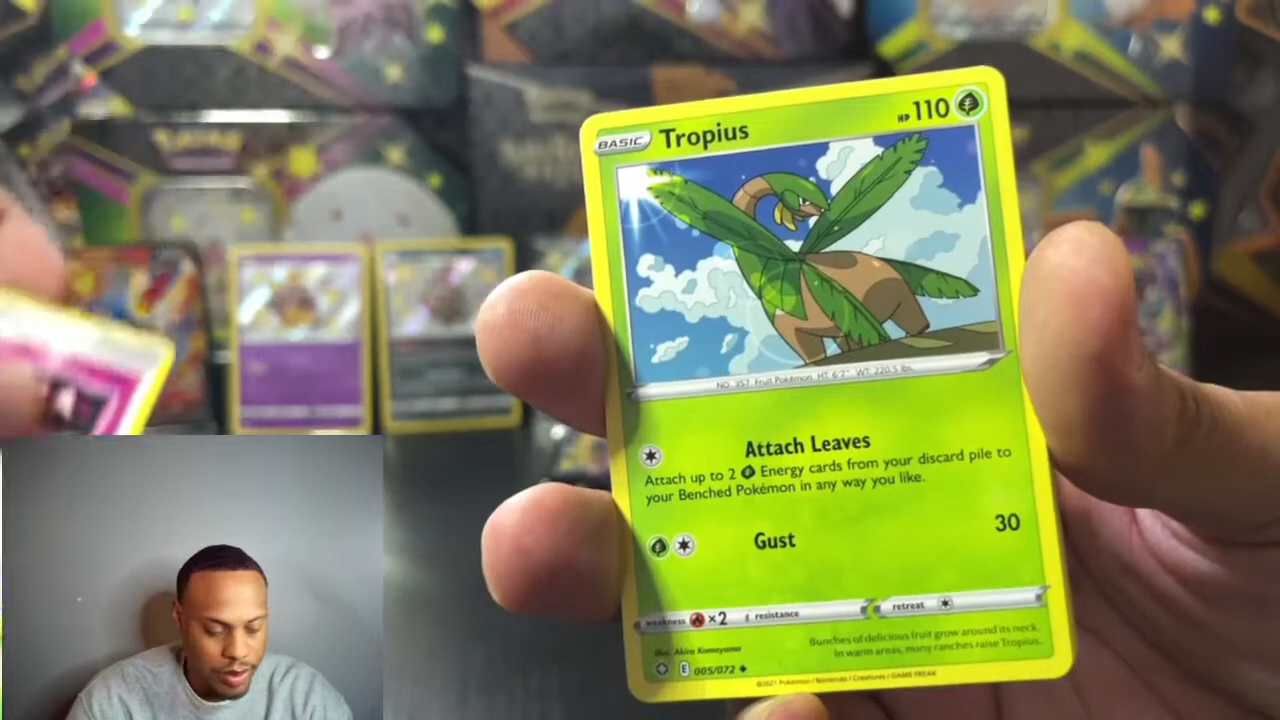 Pokémon
BASIC Tropius HP 110
NO. 357 Fruit Pokémon HT: 6'7" WT: 220.5 lbs.
Attach Leaves
Attach up to 2 Energy cards from your discard pile to
your Benched Pokémon in any way you like.
Gust 30
weakness ×2 resistance retreat
Bunches of delicious fruit grow around its neck.
In warm areas, many ranches raise Tropius.
Illus. Akira Komayama
E 005/072
©2021 Pokémon / Nintendo / Creatures / GAME FREAK